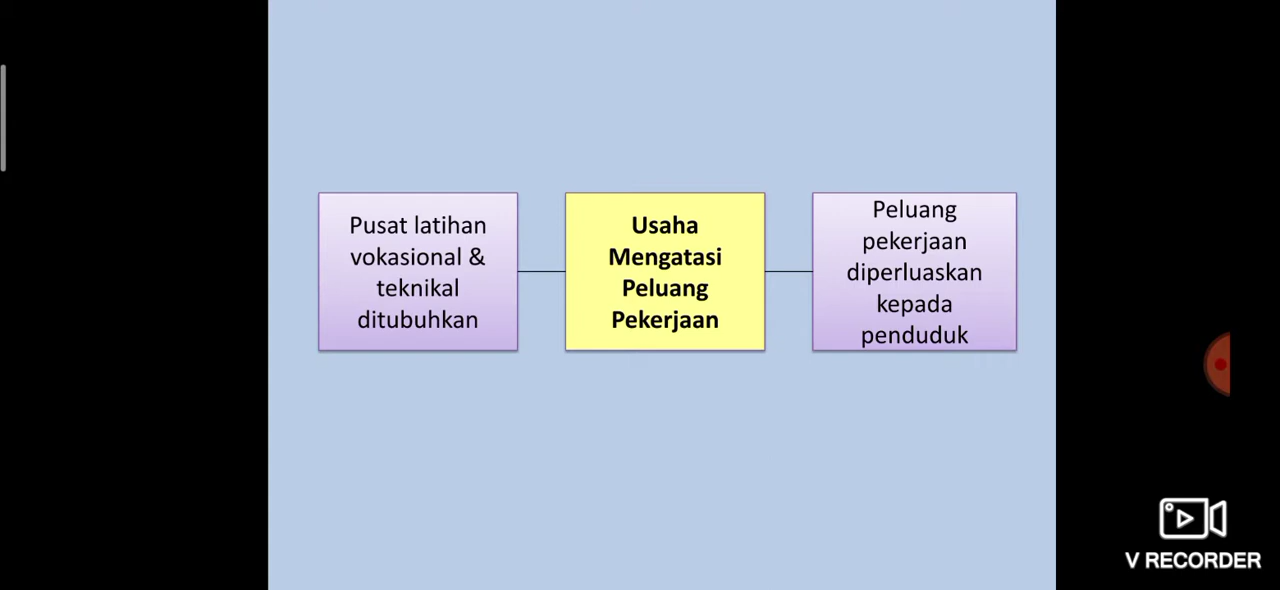 Pusat latihan
vokasional &
teknikal
ditubuhkan
Usaha
Mengatasi
Peluang
Pekerjaan
Peluang
pekerjaan
diperluaskan
kepada
penduduk
V RECORDER